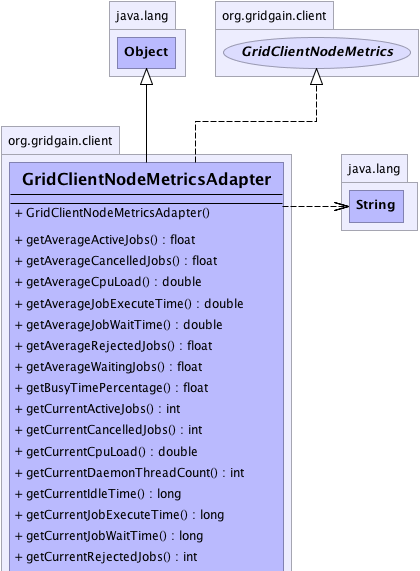 java.lang
org.gridgain.client
Object
GridClientNodeMetrics
org.gridgain.client
java.lang
GridClientNodeMetricsAdapter
String
+ GridClientNodeMetricsAdapter()
+ getAverageActiveJobs() : float
+ getAverageCancelledJobs() : float
+ getAverageCpuLoad() : double
+ getAverageJobExecuteTime() : double
+ getAverageJobWaitTime() : double
+ getAverageRejectedJobs() : float
+ getAverageWaitingJobs() : float
+ getBusyTimePercentage() : float
+ getCurrentActiveJobs() : int
+ getCurrentCancelledJobs() : int
+ getCurrentCpuLoad() : double
+ getCurrentDaemonThreadCount() : int
+ getCurrentIdleTime() : long
+ getCurrentJobExecuteTime() : long
+ getCurrentJobWaitTime() : long
+ getCurrentRejectedJobs() : int